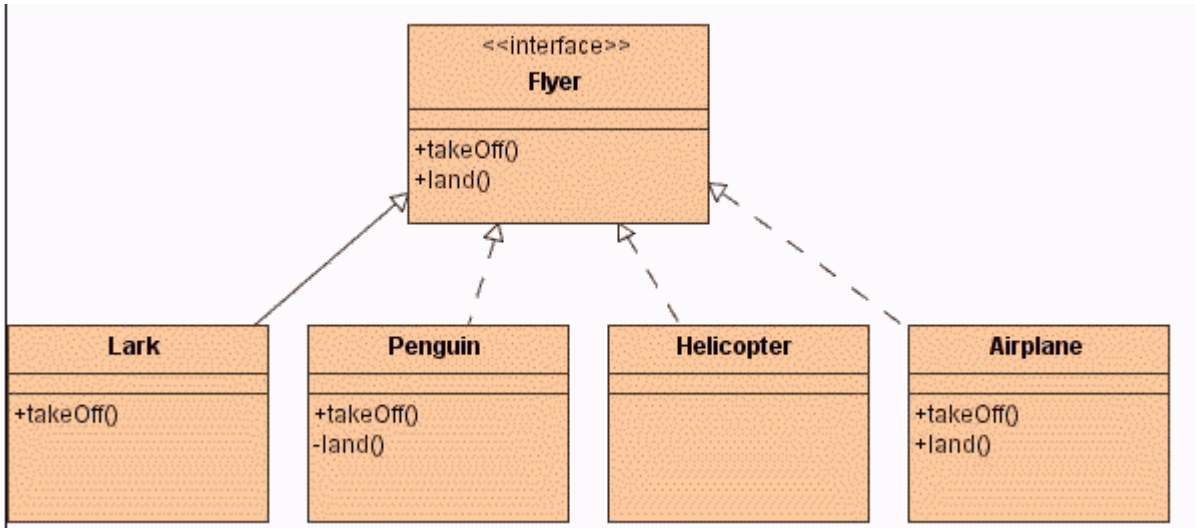 <<interface>>
Flyer
+takeOff()
+land()
Lark
+takeOff()
Penguin
+takeOff()
-land()
Helicopter
Airplane
+takeOff()
+land()